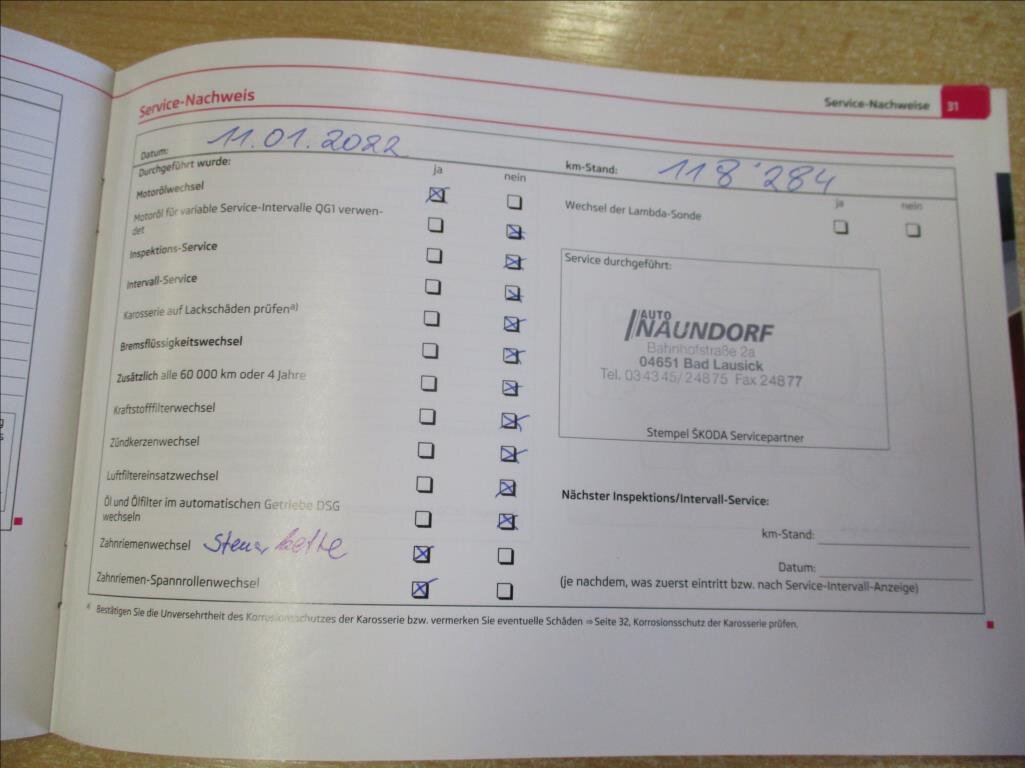 Service-Nachweis
Service-Nachweise 31
Datum: 11.01.2022
km-Stand: 118'284
Durchgeführt wurde:
ja nein
Motorölwechsel
Motoröl für variable Service-Intervalle QG1 verwen-
det
Inspektions-Service
Intervall-Service
Karosserie auf Lackschäden prüfen a)
Bremsflüssigkeitswechsel
Zusätzlich alle 60 000 km oder 4 Jahre
Kraftstofffilterwechsel
Zündkerzenwechsel
Luftfiltereinsatzwechsel
Öl und Ölfilter im automatischen Getriebe DSG
wechseln
Zahnriemenwechsel Steuerkette
Zahnriemen-Spannrollenwechsel
ja nein
Wechsel der Lambda-Sonde
Service durchgeführt:
AUTO
NAUNDORF
Bahnhofstraße 2a
04651 Bad Lausick
Tel. 034345/24875 Fax 24877
Stempel ŠKODA Servicepartner
Nächster Inspektions/Intervall-Service:
km-Stand:
Datum:
(je nachdem, was zuerst eintritt bzw. nach Service-Intervall-Anzeige)
a) Bestätigen Sie die Unversehrtheit des Korrosionsschutzes der Karosserie bzw. vermerken Sie eventuelle Schäden ⇒ Seite 32, Korrosionsschutz der Karosserie prüfen.